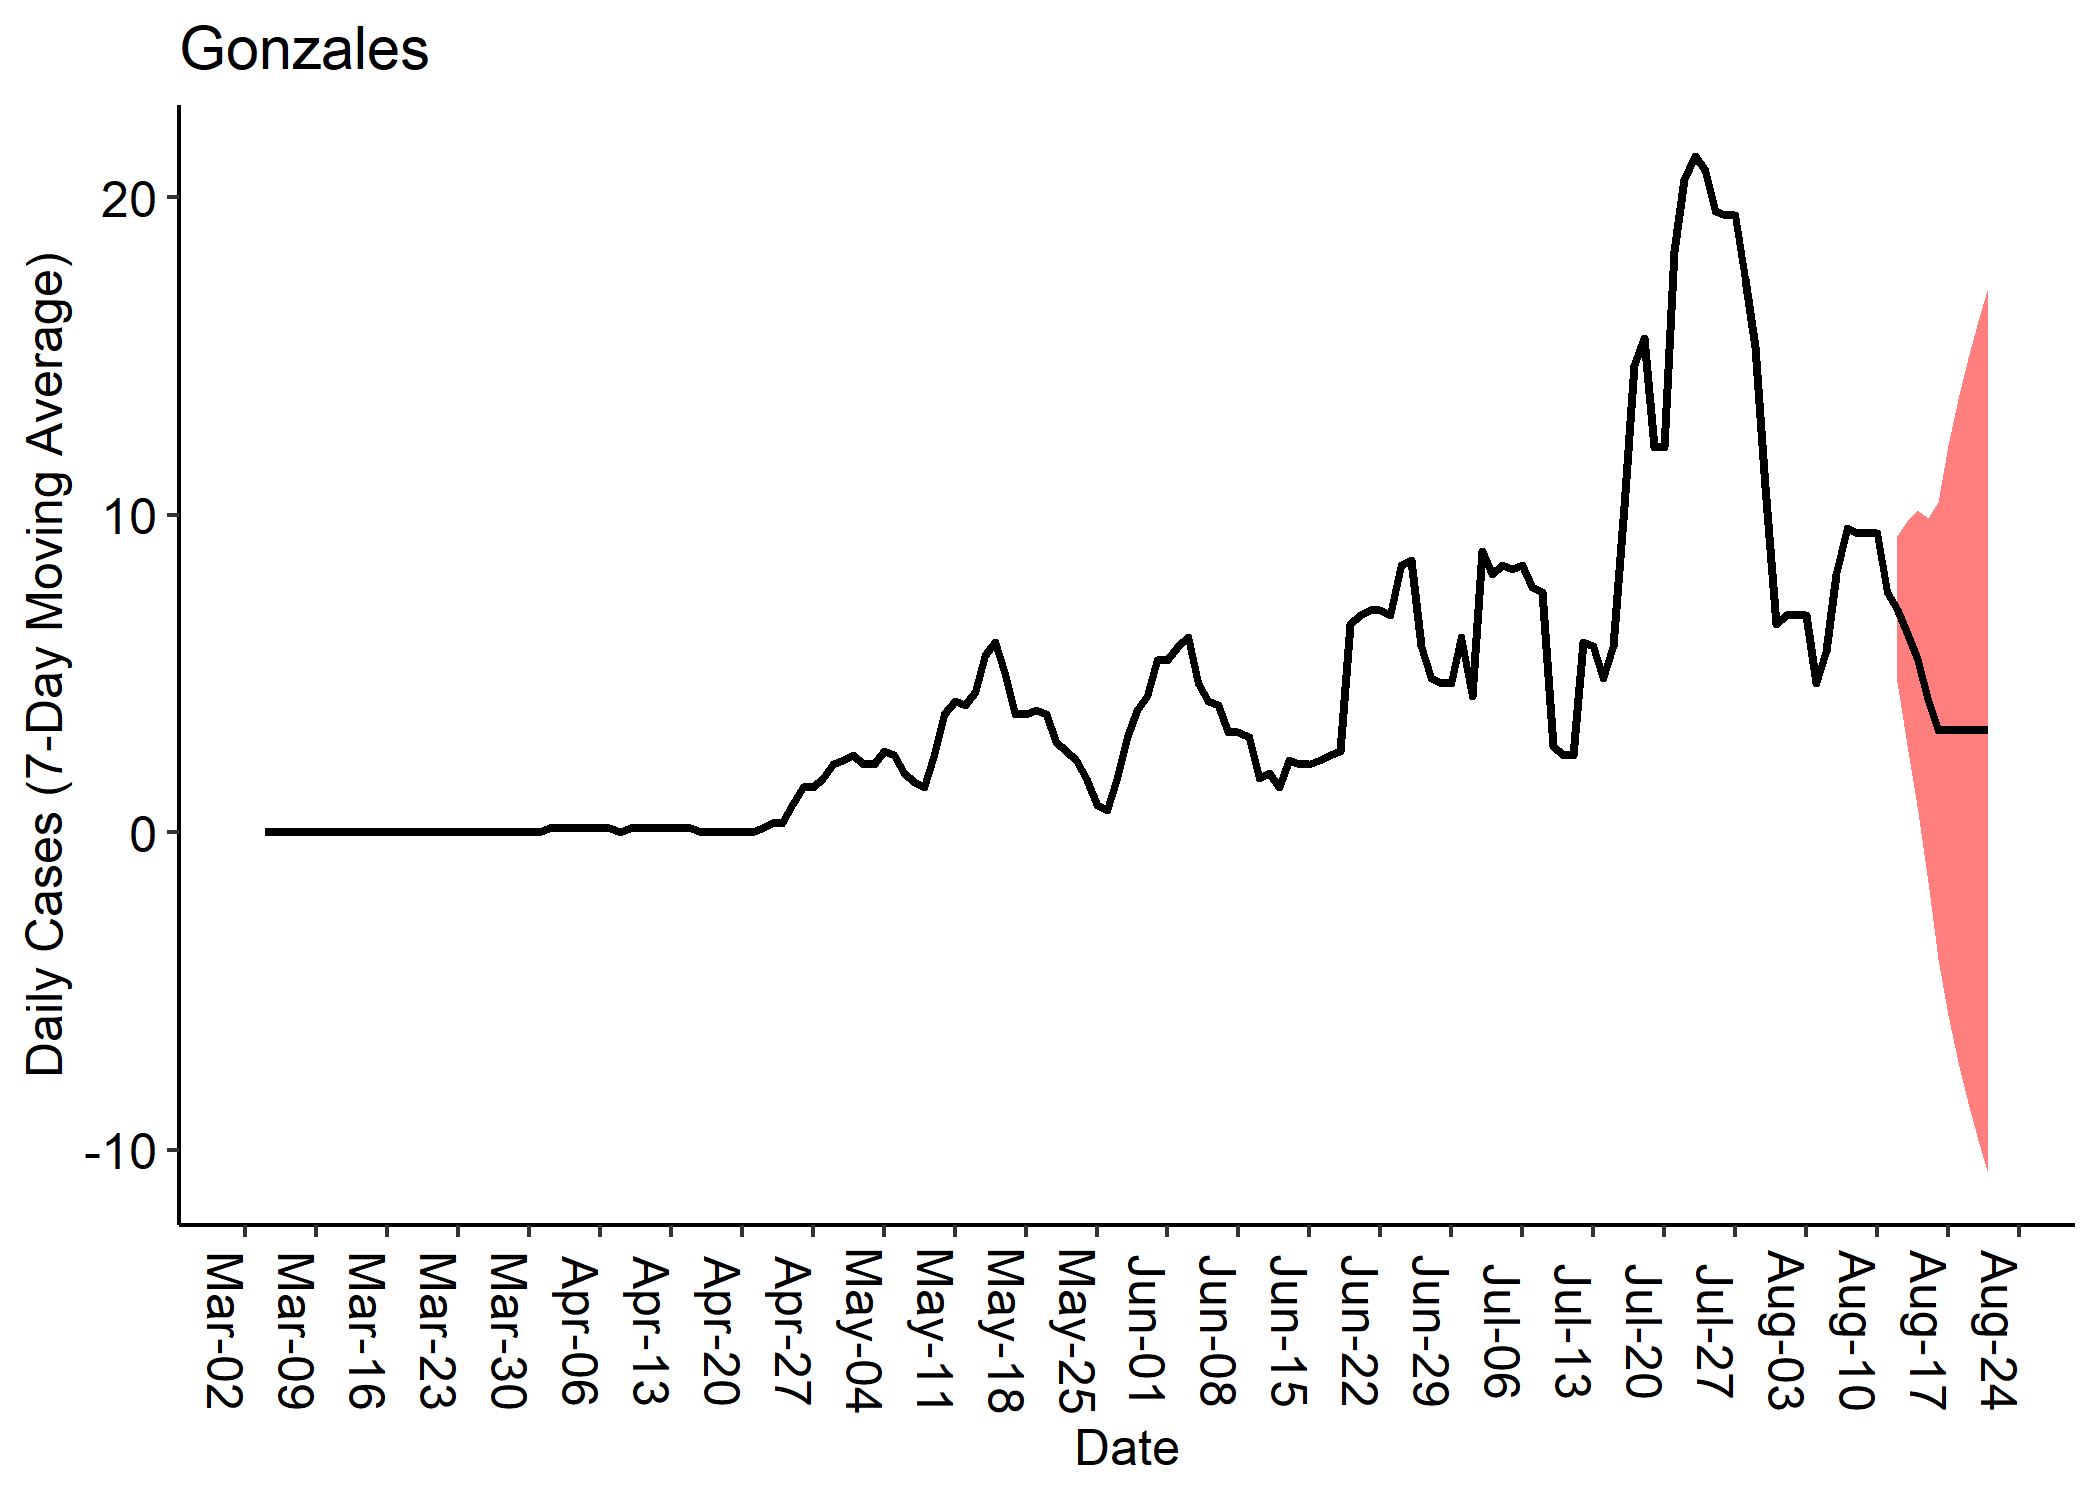 Gonzales
Daily Cases (7-Day Moving Average)
20
10
0
-10
Mar-02
Mar-09
Mar-16
Mar-23
Mar-30
Apr-06
Apr-13
Apr-20
Apr-27
May-04
May-11
May-18
May-25
Jun-01
Jun-08
Jun-15
Jun-22
Jun-29
Jul-06
Jul-13
Jul-20
Jul-27
Aug-03
Aug-10
Aug-17
Aug-24
Date